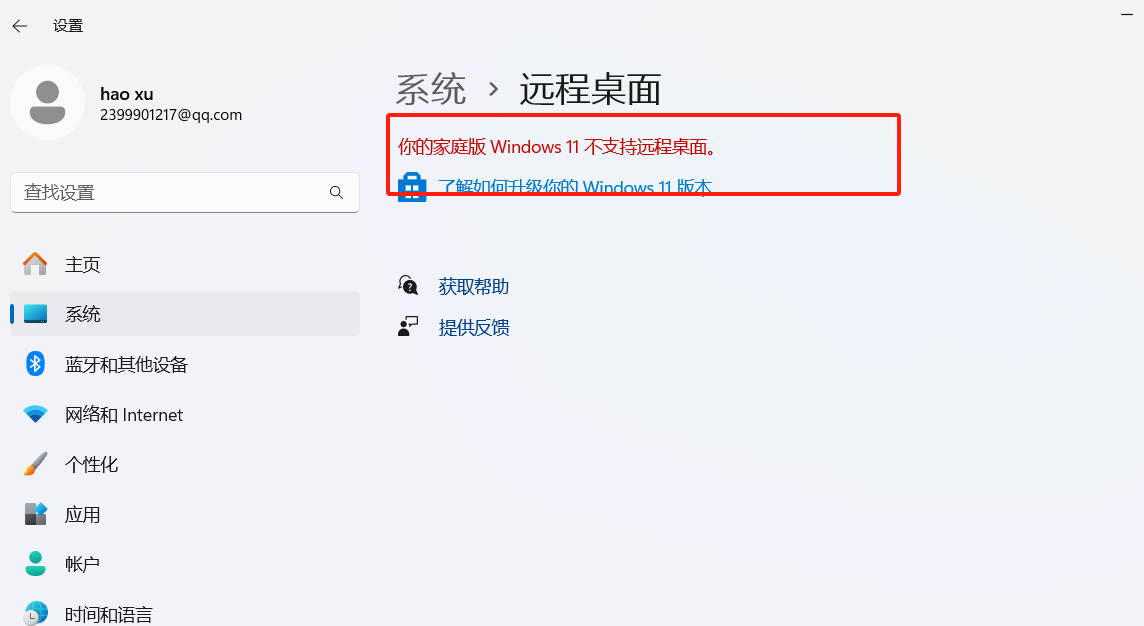 设置
hao xu
2399901217@qq.com
查找设置
主页
系统
蓝牙和其他设备
网络和 Internet
个性化
应用
帐户
时间和语言
系统 › 远程桌面
你的家庭版 Windows 11 不支持远程桌面。
了解如何升级你的 Windows 11 版本
获取帮助
提供反馈